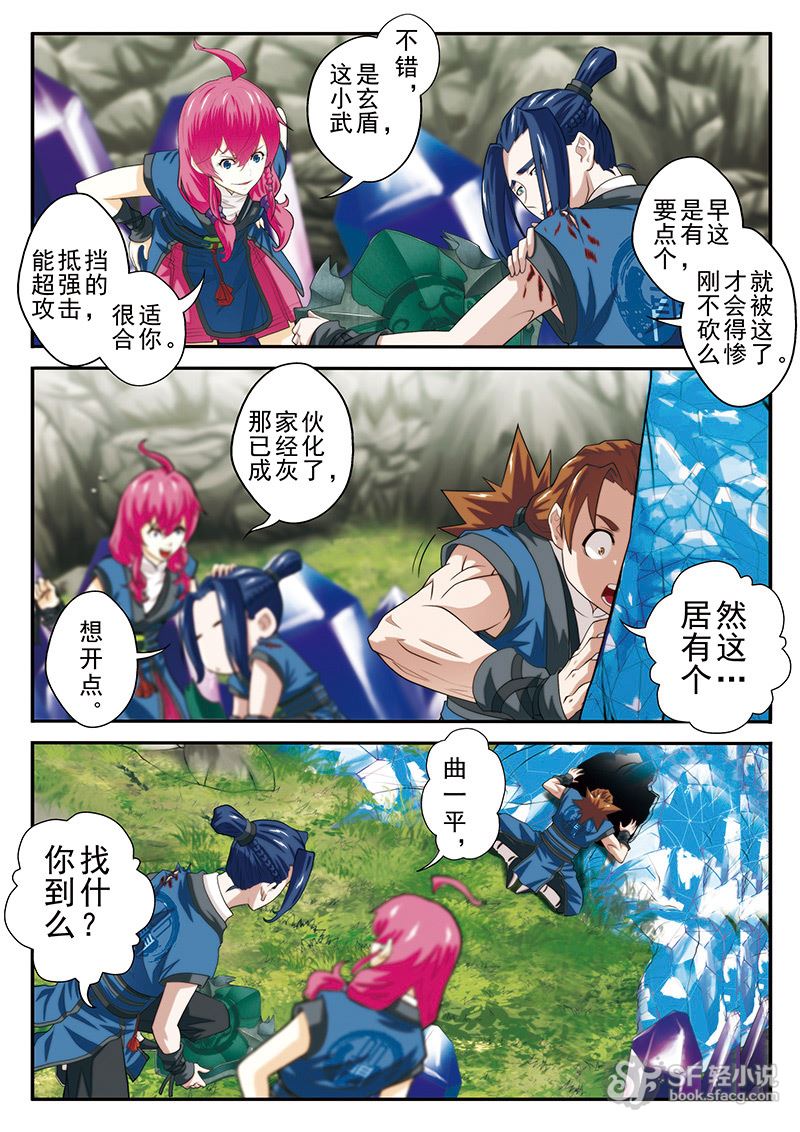 不错，
这是
小玄
武盾，
能抵挡
超强的
攻击，
很适
合你。
要是早
点有这
个，
刚才就
不会被
砍得这
么惨了。
那家伙
已经化
成灰了，
想开点。
居然
有这
个…
曲一平，
你找
到什
么？
SF轻小说
book.sfacg.com